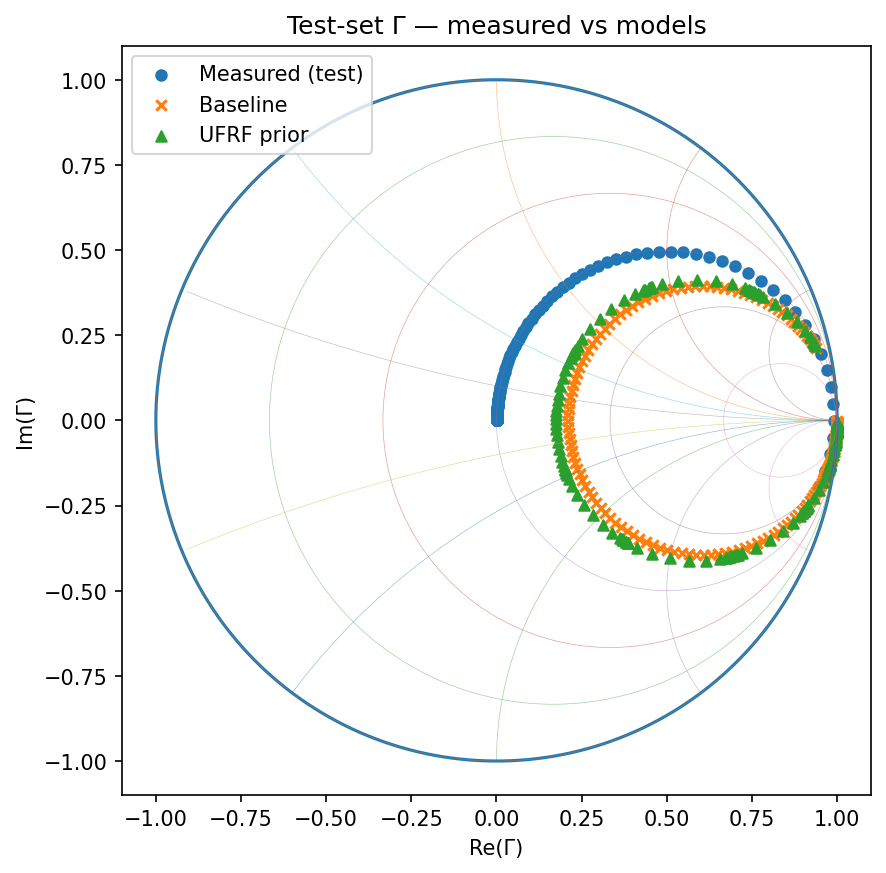 Test-set Γ — measured vs models
Measured (test)
Baseline
UFRF prior
1.00
0.75
0.50
0.25
0.00
−0.25
−0.50
−0.75
−1.00
Im(Γ)
−1.00 −0.75 −0.50 −0.25 0.00 0.25 0.50 0.75 1.00
Re(Γ)